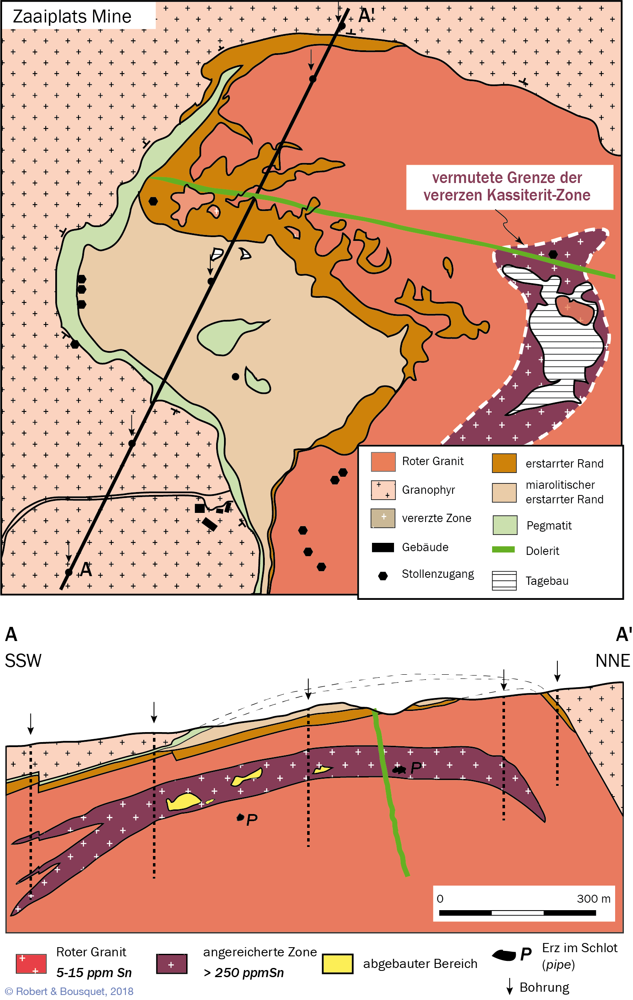 Zaaiplats Mine
A'
vermutete Grenze der
vererzen Kassiterit-Zone
A
Roter Granit
Granophyr
vererzte Zone
Gebäude
Stollenzugang
erstarrter Rand
miarolitischer
erstarrter Rand
Pegmatit
Dolerit
Tagebau
A
A'
SSW
NNE
P
P
0
300 m
Roter Granit
5-15 ppm Sn
angereicherte Zone
> 250 ppmSn
abgebauter Bereich
P
Erz im Schlot
(pipe)
Bohrung
© Robert & Bousquet, 2018